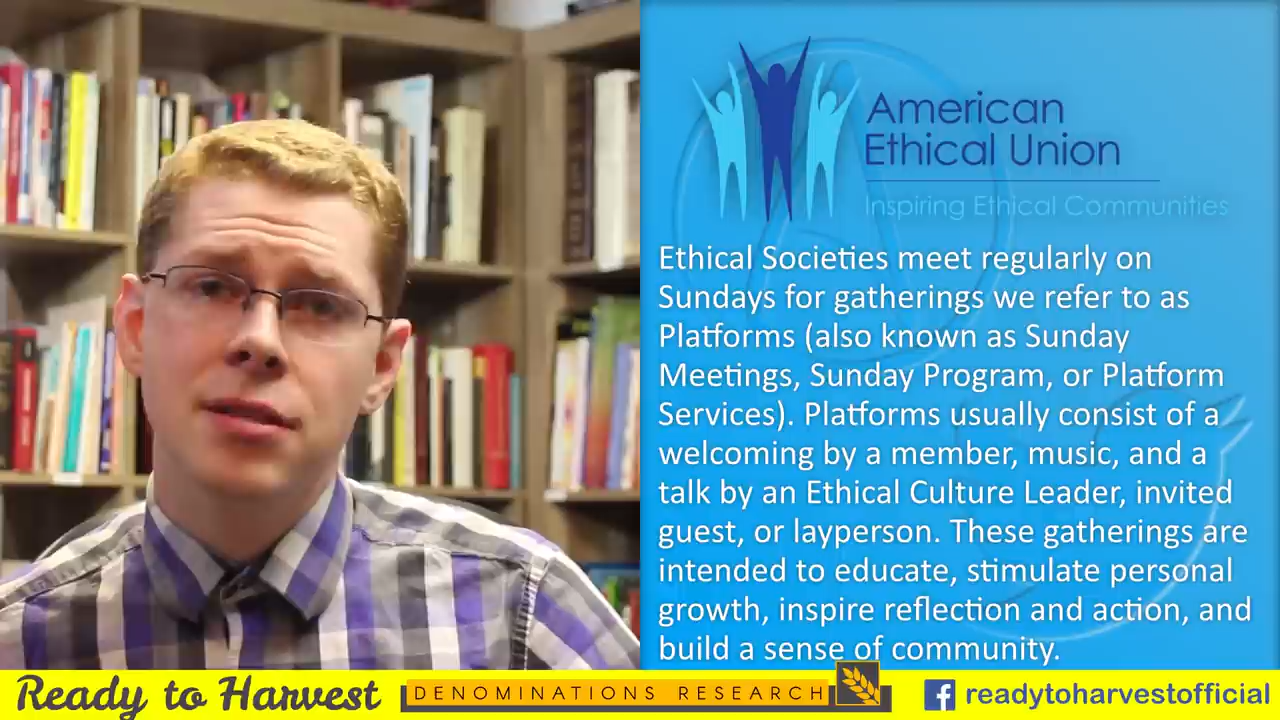 American
Ethical Union
Inspiring Ethical Communities
Ethical Societies meet regularly on
Sundays for gatherings we refer to as
Platforms (also known as Sunday
Meetings, Sunday Program, or Platform
Services). Platforms usually consist of a
welcoming by a member, music, and a
talk by an Ethical Culture Leader, invited
guest, or layperson. These gatherings are
intended to educate, stimulate personal
growth, inspire reflection and action, and
build a sense of community.
Ready to Harvest DENOMINATIONS RESEARCH readytoharvestofficial